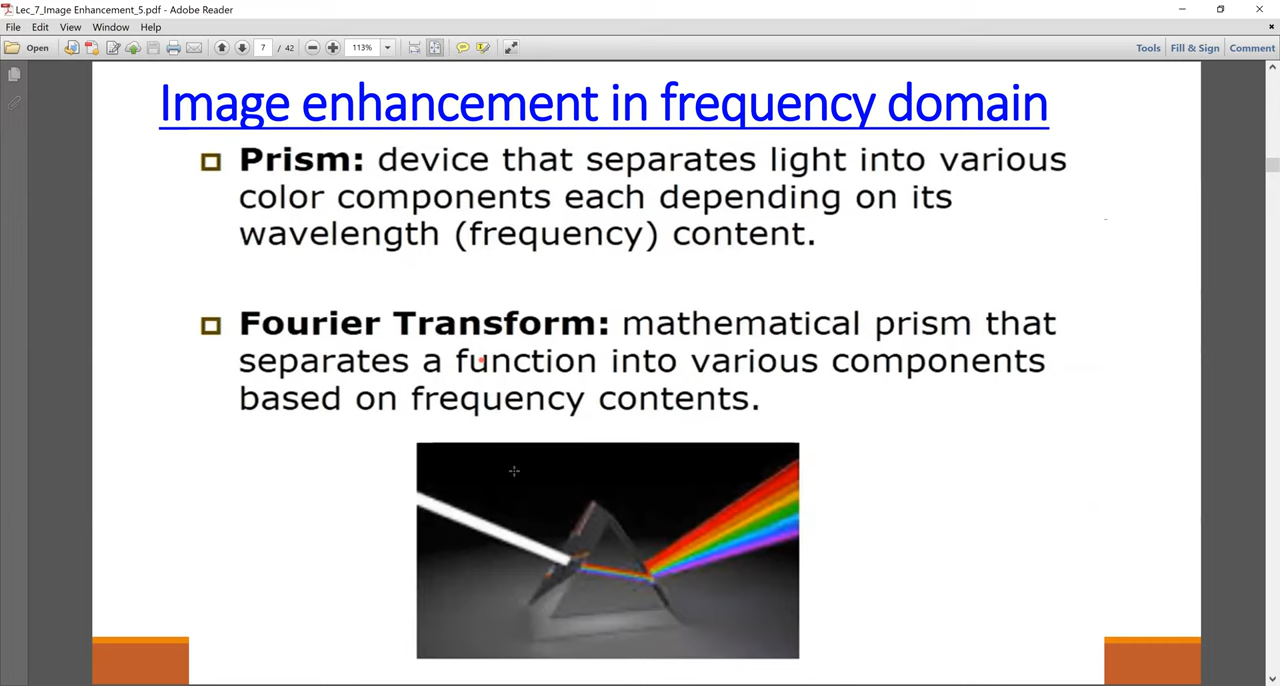 Lec_7_Image Enhancement_5.pdf - Adobe Reader
File Edit View Window Help
Open 7 / 42 113% Tools Fill & Sign Comment
Image enhancement in frequency domain
Prism: device that separates light into various
color components each depending on its
wavelength (frequency) content.
Fourier Transform: mathematical prism that
separates a function into various components
based on frequency contents.